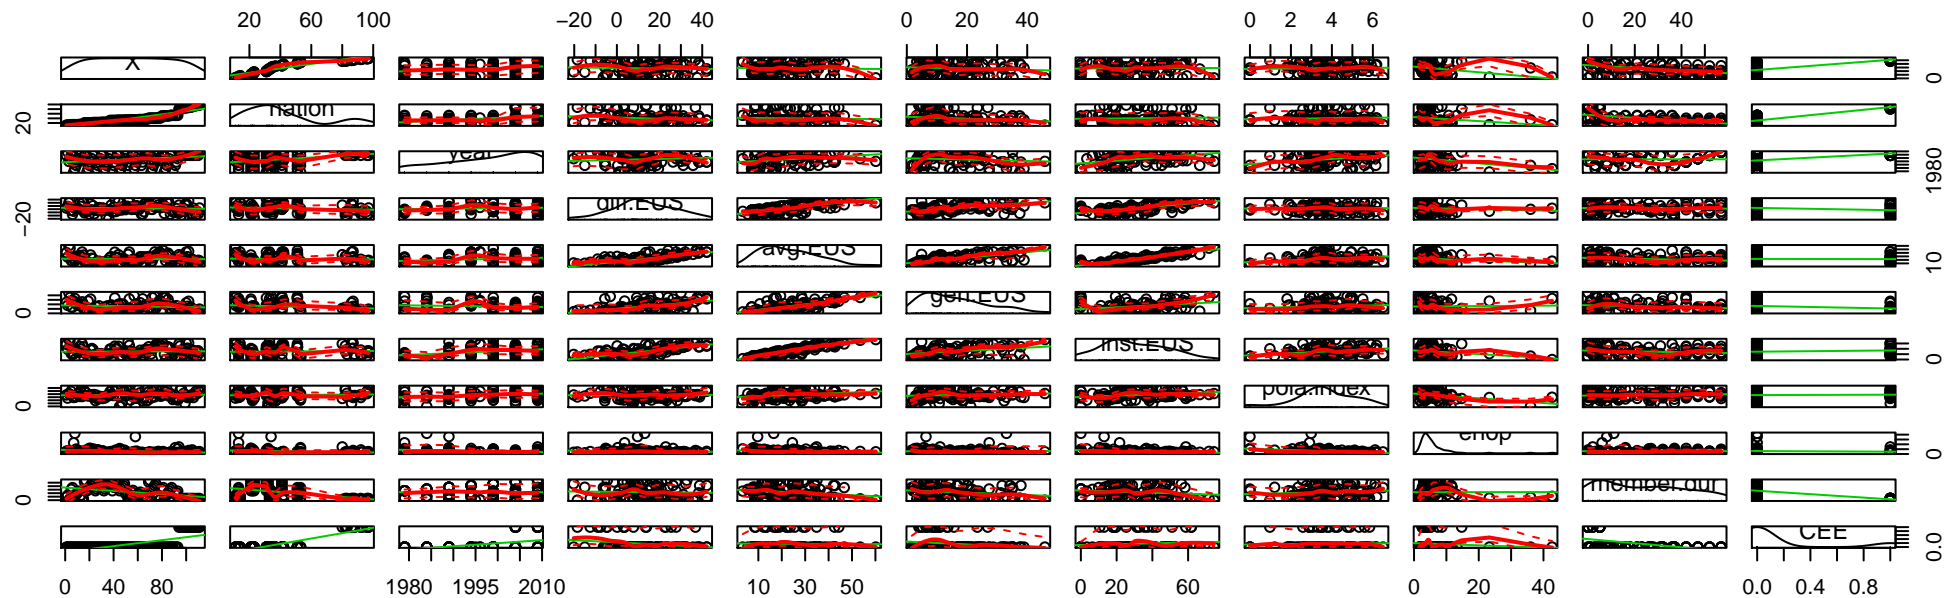 20 60 100 −20 0 20 40 0 20 40 0 2 4 6 0 20 40
X 0
20 nation
year 1980
−20 diff.EUS
avg.EUS 10
0 gen.EUS
inst.EUS 0
0 pola.index
enop 0
0 member.dur
CEE 0.0
0 40 80 1980 1995 2010 10 30 50 0 20 60 0 20 40 0.0 0.4 0.8